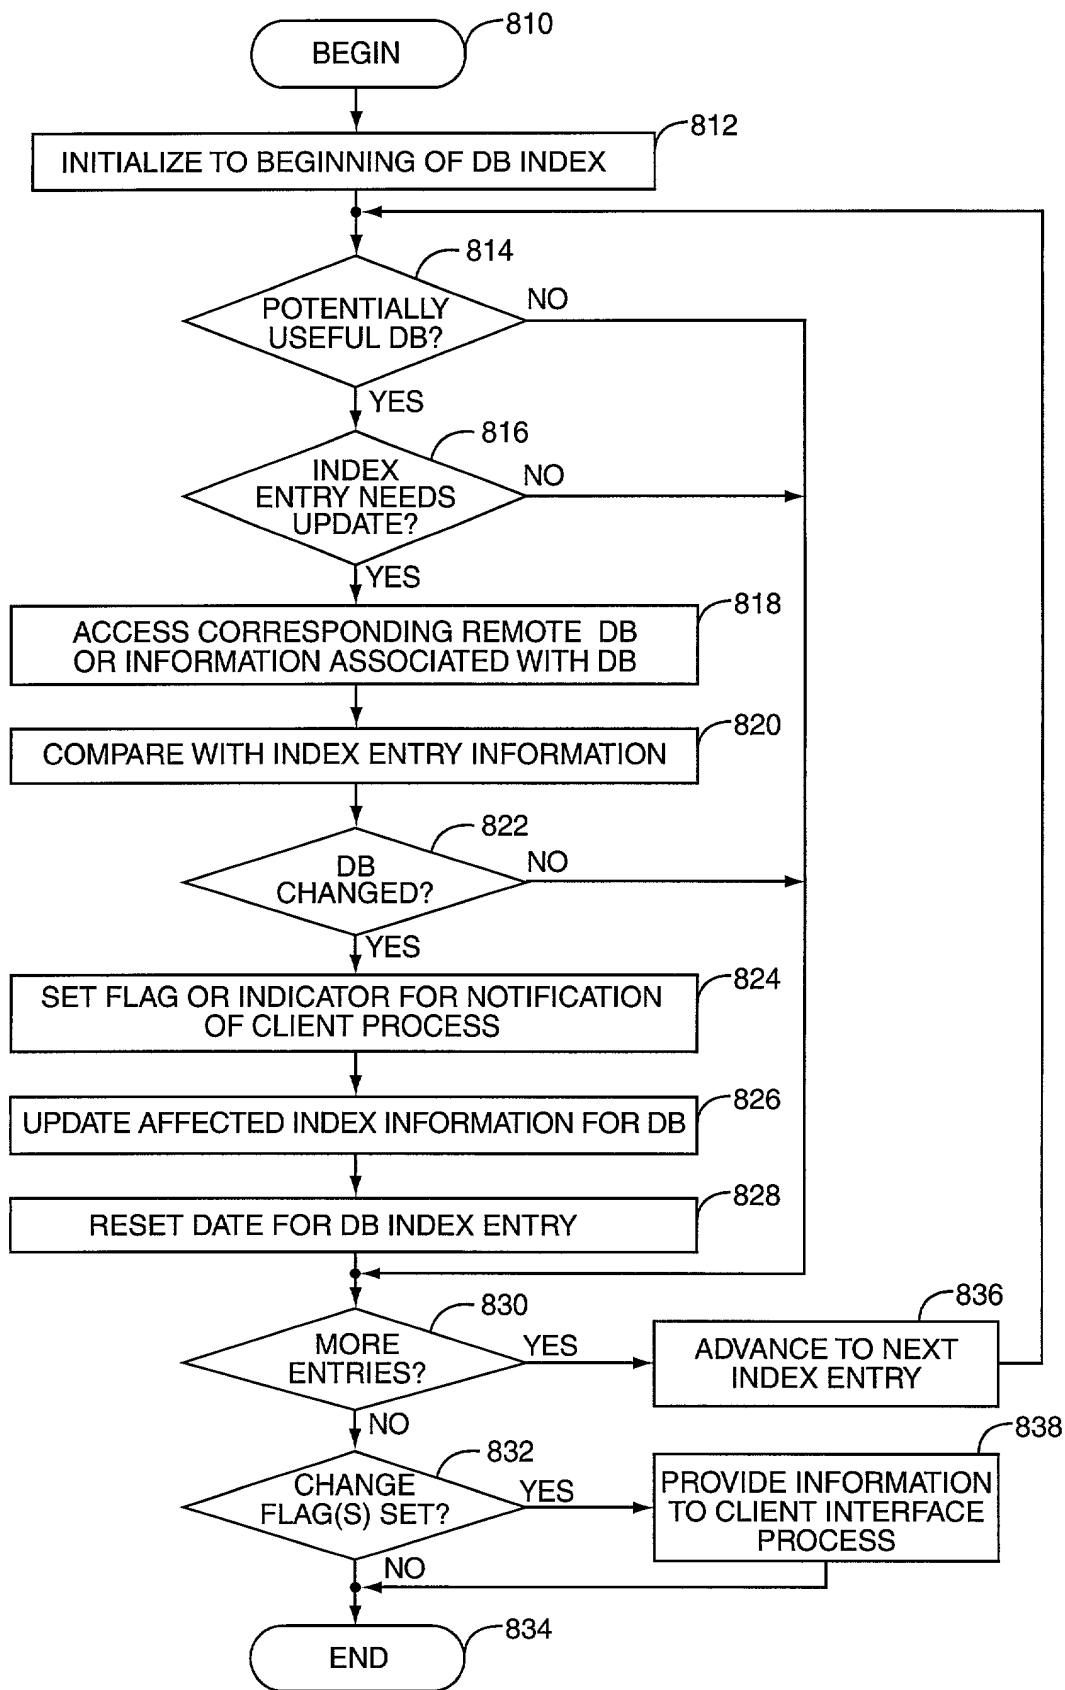 810
BEGIN
812
INITIALIZE TO BEGINNING OF DB INDEX
814
POTENTIALLY
USEFUL DB?
NO
YES
816
INDEX
ENTRY NEEDS
UPDATE?
NO
YES
818
ACCESS CORRESPONDING REMOTE DB
OR INFORMATION ASSOCIATED WITH DB
820
COMPARE WITH INDEX ENTRY INFORMATION
822
DB
CHANGED?
NO
YES
824
SET FLAG OR INDICATOR FOR NOTIFICATION
OF CLIENT PROCESS
826
UPDATE AFFECTED INDEX INFORMATION FOR DB
828
RESET DATE FOR DB INDEX ENTRY
830
MORE
ENTRIES?
YES
836
ADVANCE TO NEXT
INDEX ENTRY
NO
832
CHANGE
FLAG(S) SET?
YES
838
PROVIDE INFORMATION
TO CLIENT INTERFACE
PROCESS
NO
834
END